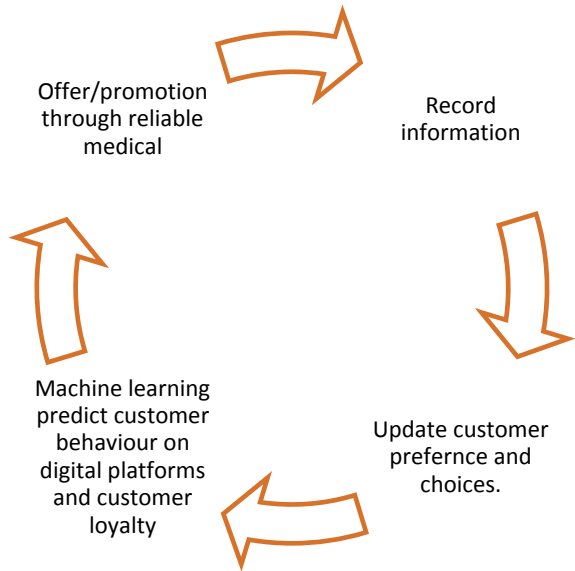 Offer/promotion
through reliable
medical
Record
information
Update customer
prefernce and
choices.
Machine learning
predict customer
behaviour on
digital platforms
and customer
loyalty